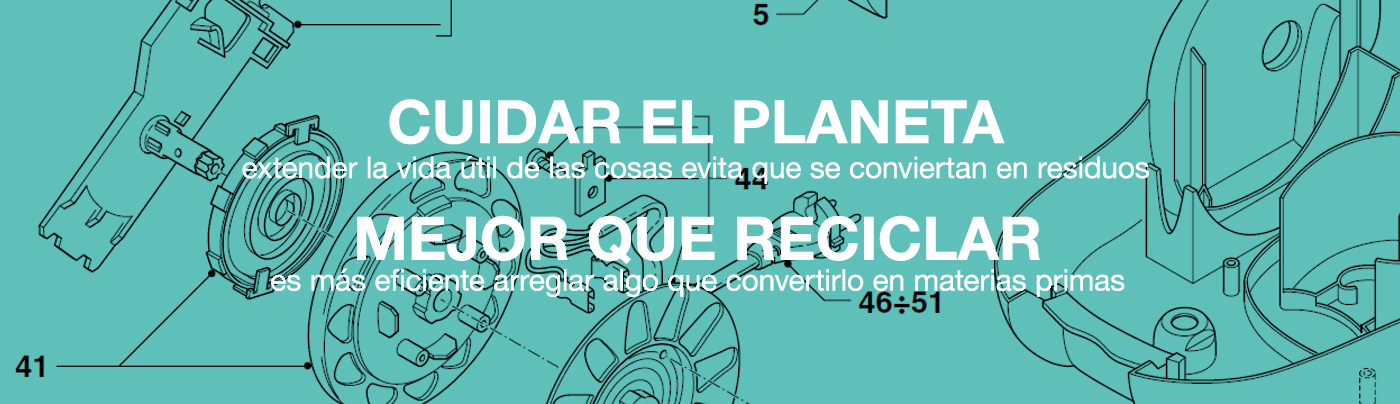 5
CUIDAR EL PLANETA
extender la vida útil de las cosas evita que se conviertan en residuos
44
MEJOR QUE RECICLAR
es más eficiente arreglar algo que convertirlo en materias primas
46÷51
41